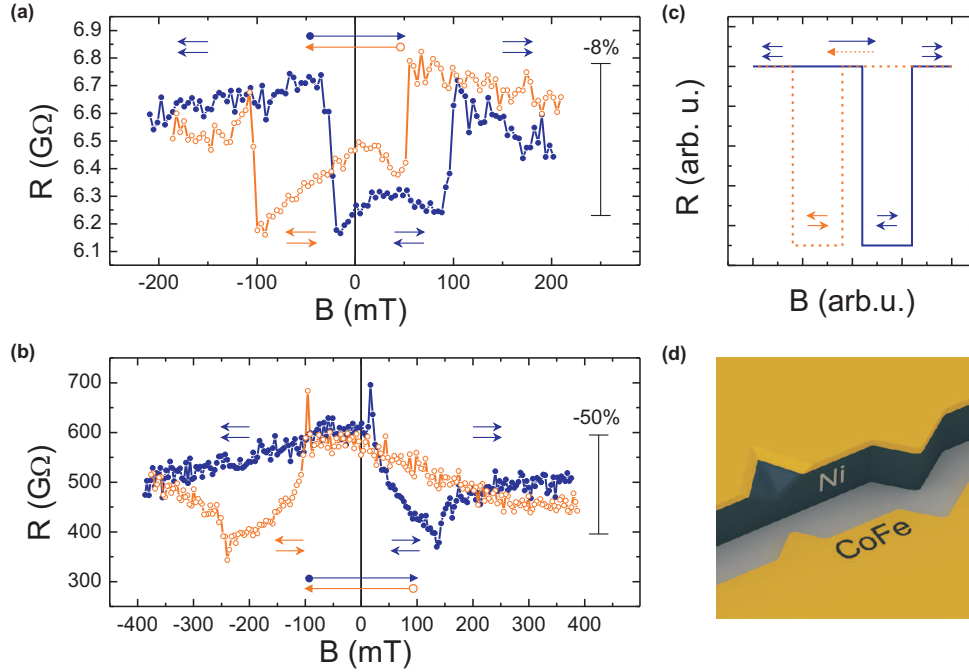 (a)
6.9
6.8
6.7
6.6
6.5
6.4
6.3
6.2
6.1
R (GΩ)
-8%
-200 -100 0 100 200
B (mT)
(c)
R (arb. u.)
B (arb.u.)
(b)
700
600
500
400
300
R (GΩ)
-50%
-400 -300 -200 -100 0 100 200 300 400
B (mT)
(d)
Ni
CoFe